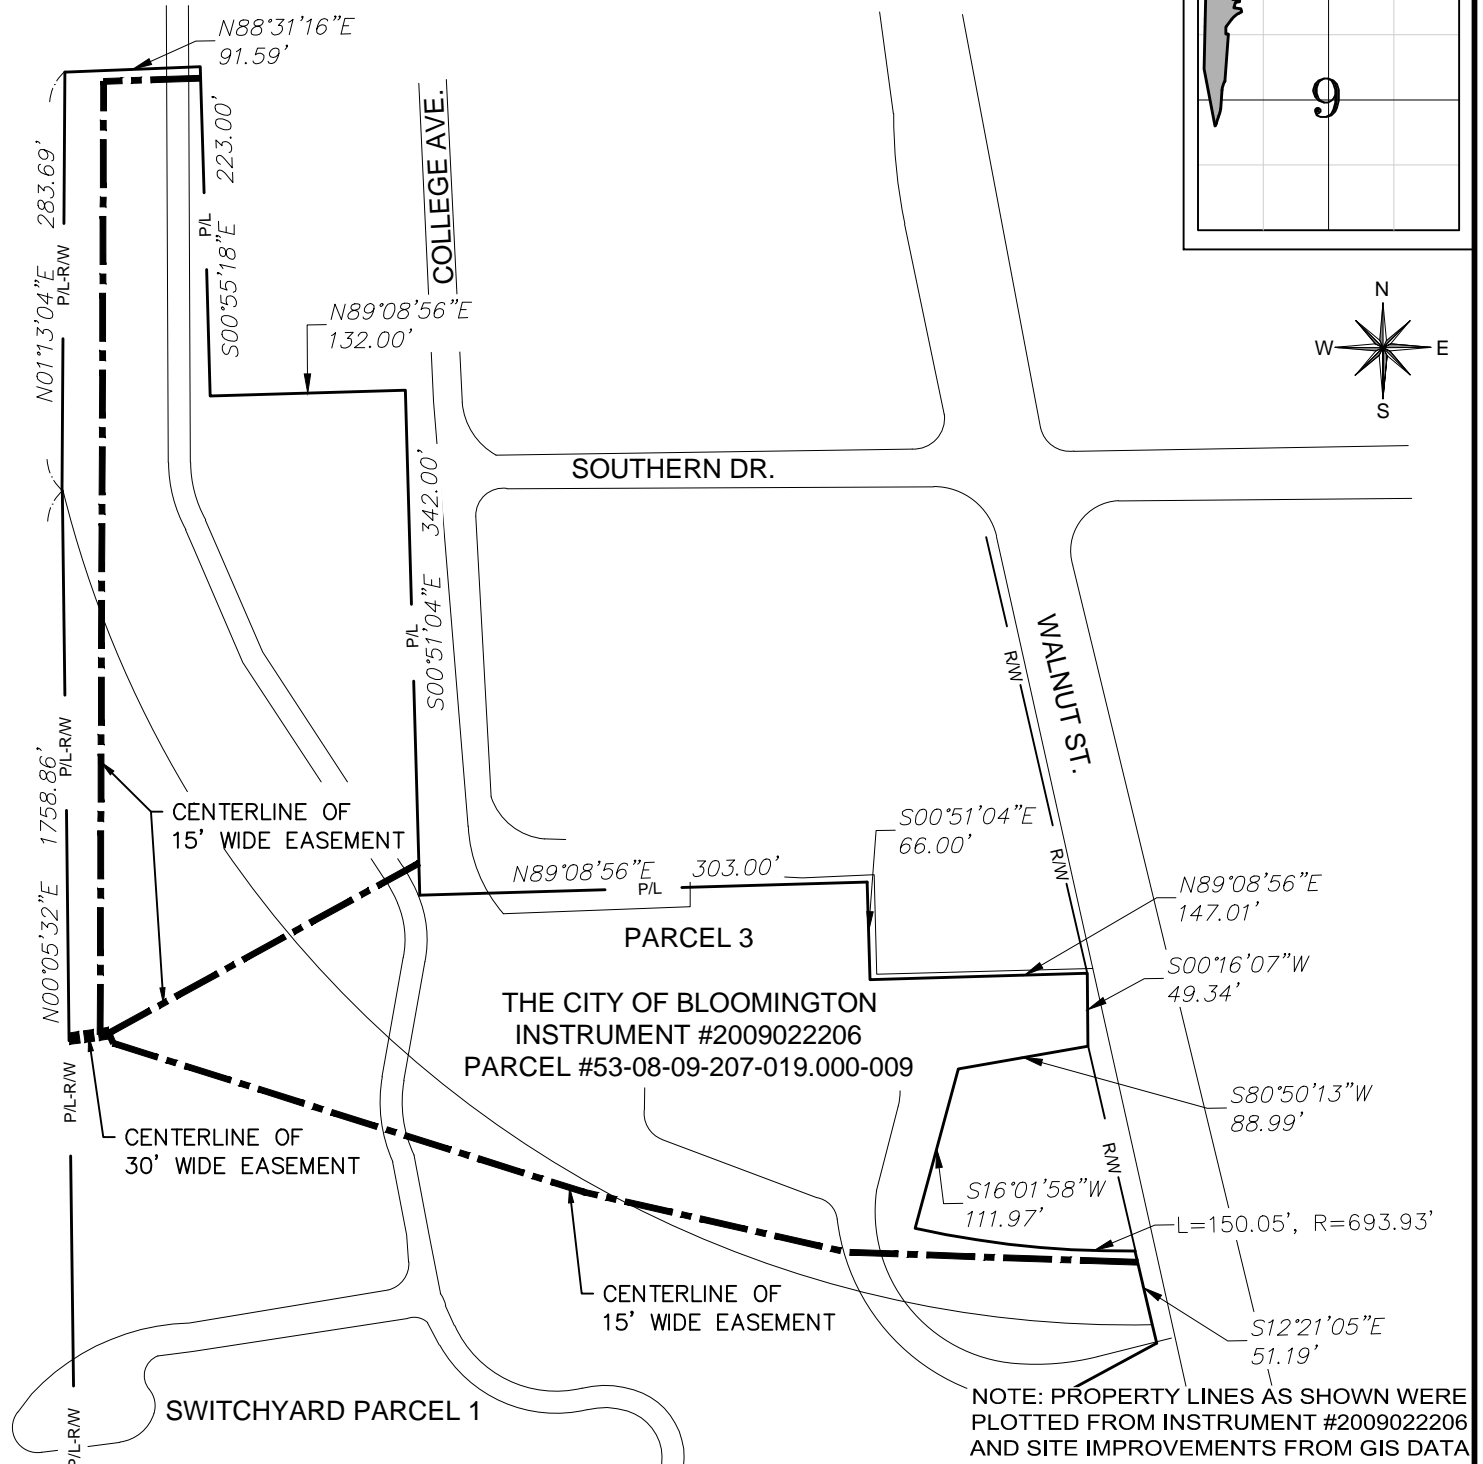 N88°31'16"E
91.59'
9
283.69'
223.00'
COLLEGE AVE.
P/L
P/L-R/W
S00°55'18"E
N01°13'04"E
N89°08'56"E
132.00'
N
W
E
S
SOUTHERN DR.
342.00'
P/L
S00°51'04"E
R/W
WALNUT ST.
P/L-R/W
1758.86'
N00°05'32"E
CENTERLINE OF
15' WIDE EASEMENT
S00°51'04"E
66.00'
R/W
N89°08'56"E 303.00'
P/L
N89°08'56"E
147.01'
PARCEL 3
S00°16'07"W
49.34'
THE CITY OF BLOOMINGTON
INSTRUMENT #2009022206
PARCEL #53-08-09-207-019.000-009
P/L-R/W
S80°50'13"W
88.99'
CENTERLINE OF
30' WIDE EASEMENT
R/W
S16°01'58"W
111.97'
L=150.05', R=693.93'
CENTERLINE OF
15' WIDE EASEMENT
S12°21'05"E
51.19'
SWITCHYARD PARCEL 1
P/L-R/W
NOTE: PROPERTY LINES AS SHOWN WERE
PLOTTED FROM INSTRUMENT #2009022206
AND SITE IMPROVEMENTS FROM GIS DATA